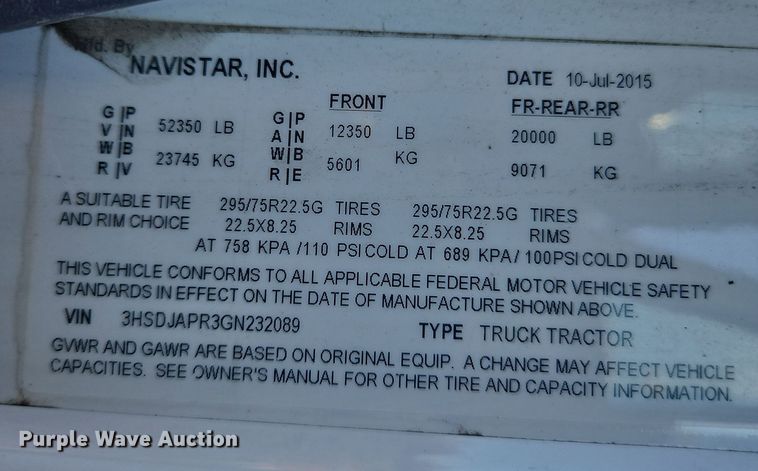 Mfd. By
NAVISTAR, INC. DATE 10-Jul-2015
FRONT FR-REAR-RR
G|P V|N W|B R|V 52350 LB G|P A|N W|B R|E 12350 LB 20000 LB
23745 KG 5601 KG 9071 KG
A SUITABLE TIRE 295/75R22.5G TIRES 295/75R22.5G TIRES
AND RIM CHOICE 22.5X8.25 RIMS 22.5X8.25 RIMS
AT 758 KPA /110 PSI COLD AT 689 KPA/ 100PSI COLD DUAL
THIS VEHICLE CONFORMS TO ALL APPLICABLE FEDERAL MOTOR VEHICLE SAFETY
STANDARDS IN EFFECT ON THE DATE OF MANUFACTURE SHOWN ABOVE.
VIN 3HSDJAPR3GN232089 TYPE TRUCK TRACTOR
GVWR AND GAWR ARE BASED ON ORIGINAL EQUIP. A CHANGE MAY AFFECT VEHICLE
CAPACITIES. SEE OWNER'S MANUAL FOR OTHER TIRE AND CAPACITY INFORMATION.
Purple Wave Auction